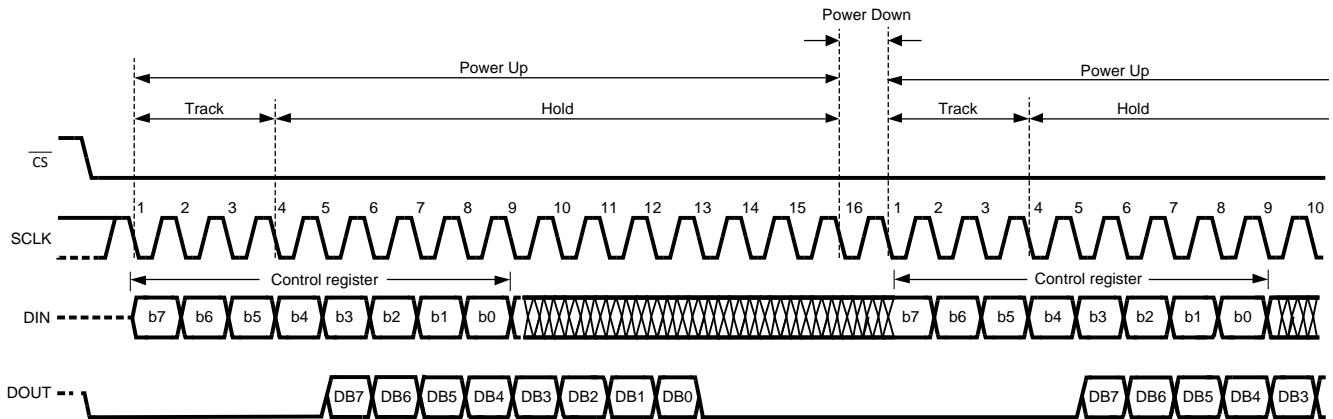 Power Down
Power Up
Power Up
Track
Hold
Track
Hold
CS
1 2 3 4 5 6 7 8 9 10 11 12 13 14 15 16 1 2 3 4 5 6 7 8 9 10
SCLK
Control register
Control register
DIN
b7 b6 b5 b4 b3 b2 b1 b0 b7 b6 b5 b4 b3 b2 b1 b0
DOUT
DB7 DB6 DB5 DB4 DB3 DB2 DB1 DB0 DB7 DB6 DB5 DB4 DB3